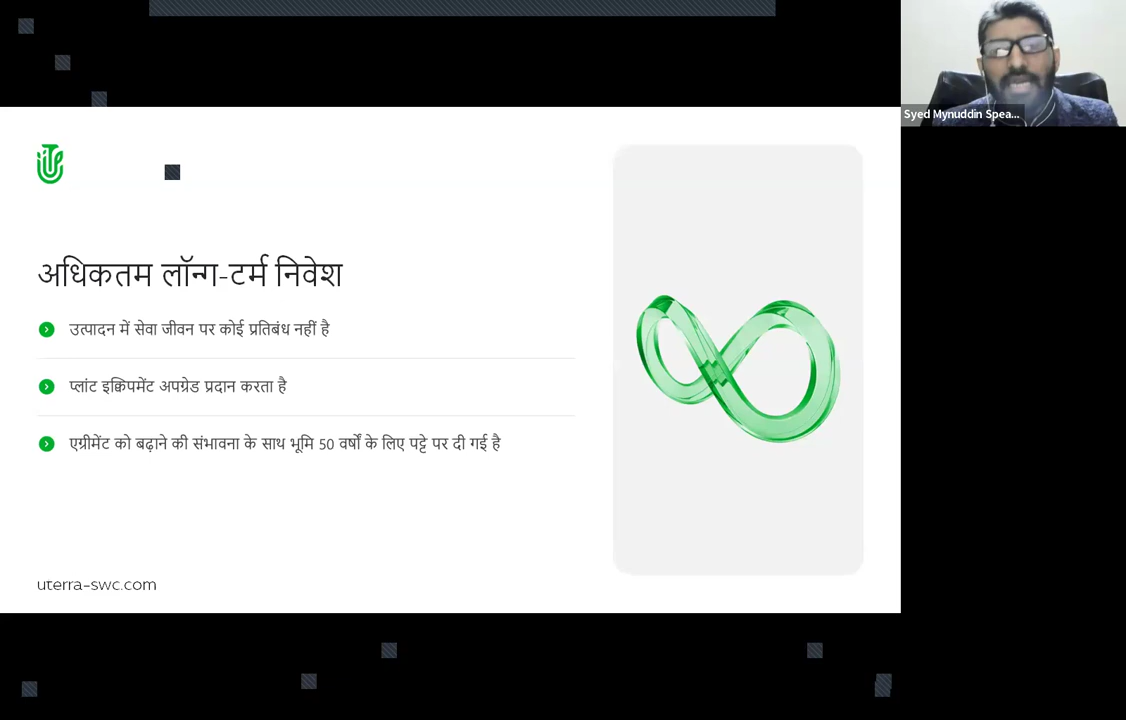 Syed Mynuddin Spea...
अधिकतम लॉन्ग-टर्म निवेश
उत्पादन में सेवा जीवन पर कोई प्रतिबंध नहीं है
प्लांट इक्विपमेंट अपग्रेड प्रदान करता है
एग्रीमेंट को बढ़ाने की संभावना के साथ भूमि 50 वर्षों के लिए पट्टे पर दी गई है
uterra-swc.com